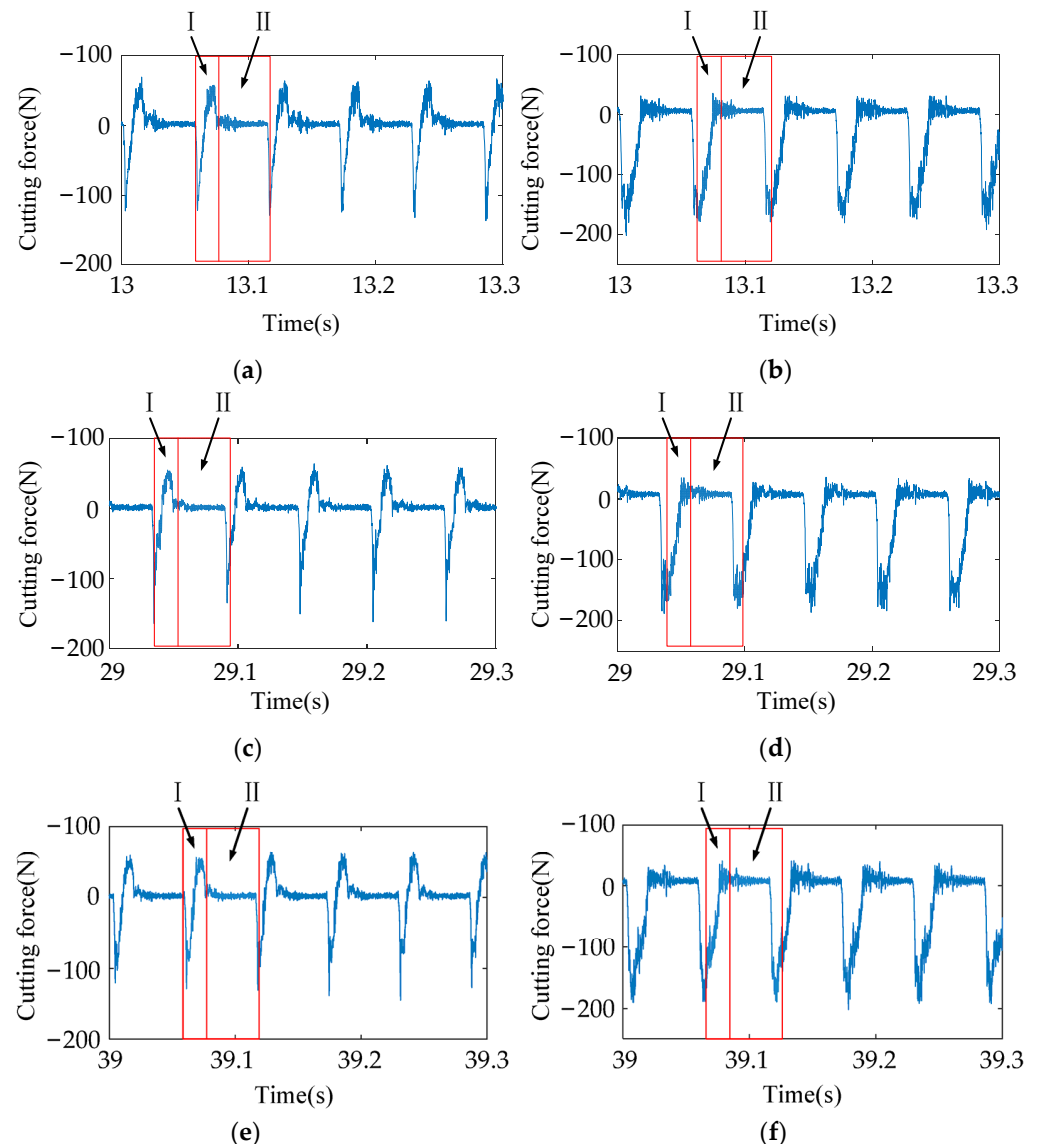 Ⅰ Ⅱ
−100
0
−100
−200
Cutting force(N)
13 13.1 13.2 13.3
Time(s)
(a)
Ⅰ Ⅱ
−100
0
−100
−200
Cutting force(N)
13 13.1 13.2 13.3
Time(s)
(b)
Ⅰ Ⅱ
−100
0
−100
−200
Cutting force(N)
29 29.1 29.2 29.3
Time(s)
(c)
Ⅰ Ⅱ
−100
0
−100
−200
Cutting force(N)
29 29.1 29.2 29.3
Time(s)
(d)
Ⅰ Ⅱ
−100
0
−100
−200
Cutting force(N)
39 39.1 39.2 39.3
Time(s)
(e)
Ⅰ Ⅱ
−100
0
−100
−200
Cutting force(N)
39 39.1 39.2 39.3
Time(s)
(f)